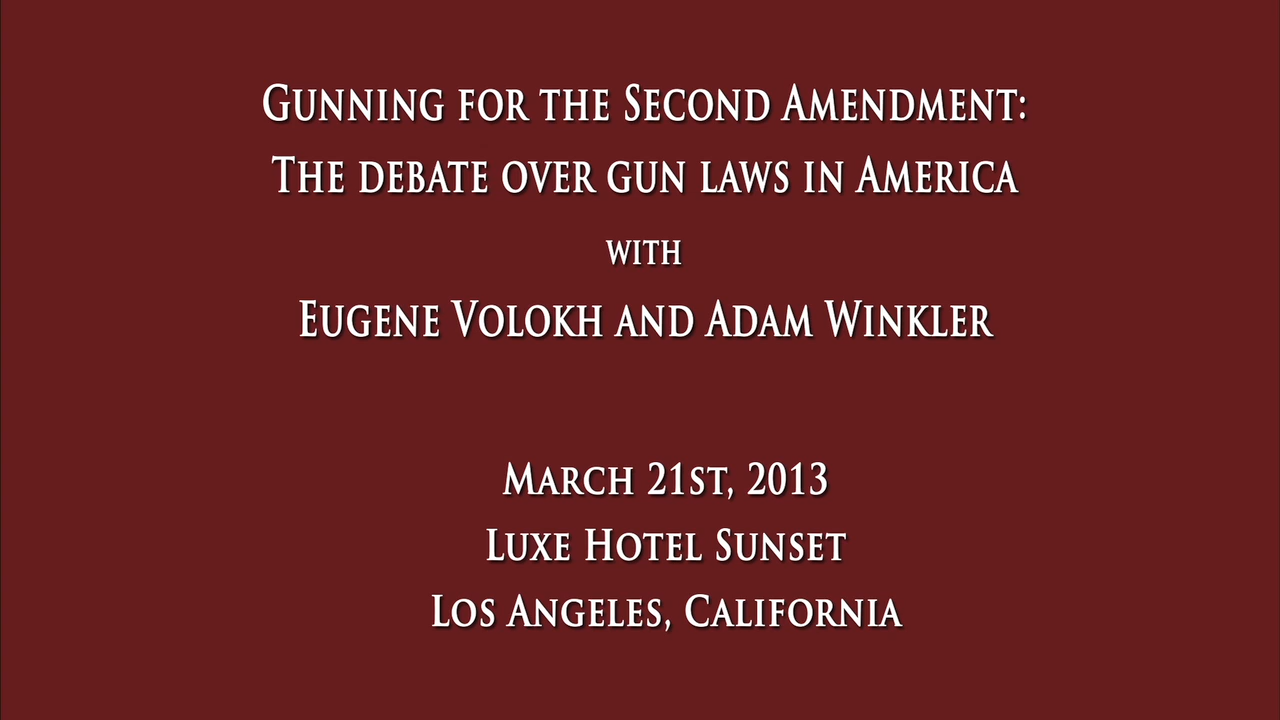 Gunning for the Second Amendment:
The debate over gun laws in America
with
Eugene Volokh and Adam Winkler
March 21st, 2013
Luxe Hotel Sunset
Los Angeles, California